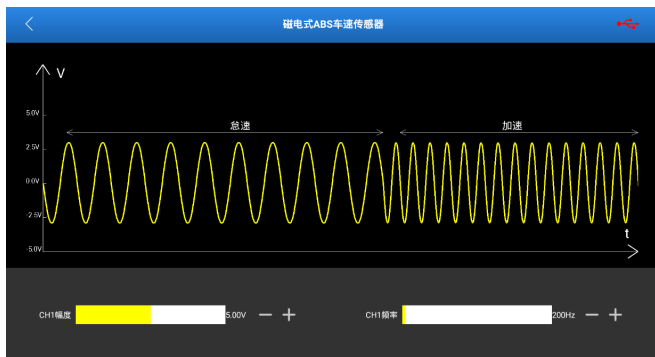 磁电式ABS车速传感器
V
5.0V
怠速
加速
2.5V
0.0V
-2.5V
t
-5.0V
CH1幅度
5.00V
CH1频率
200Hz